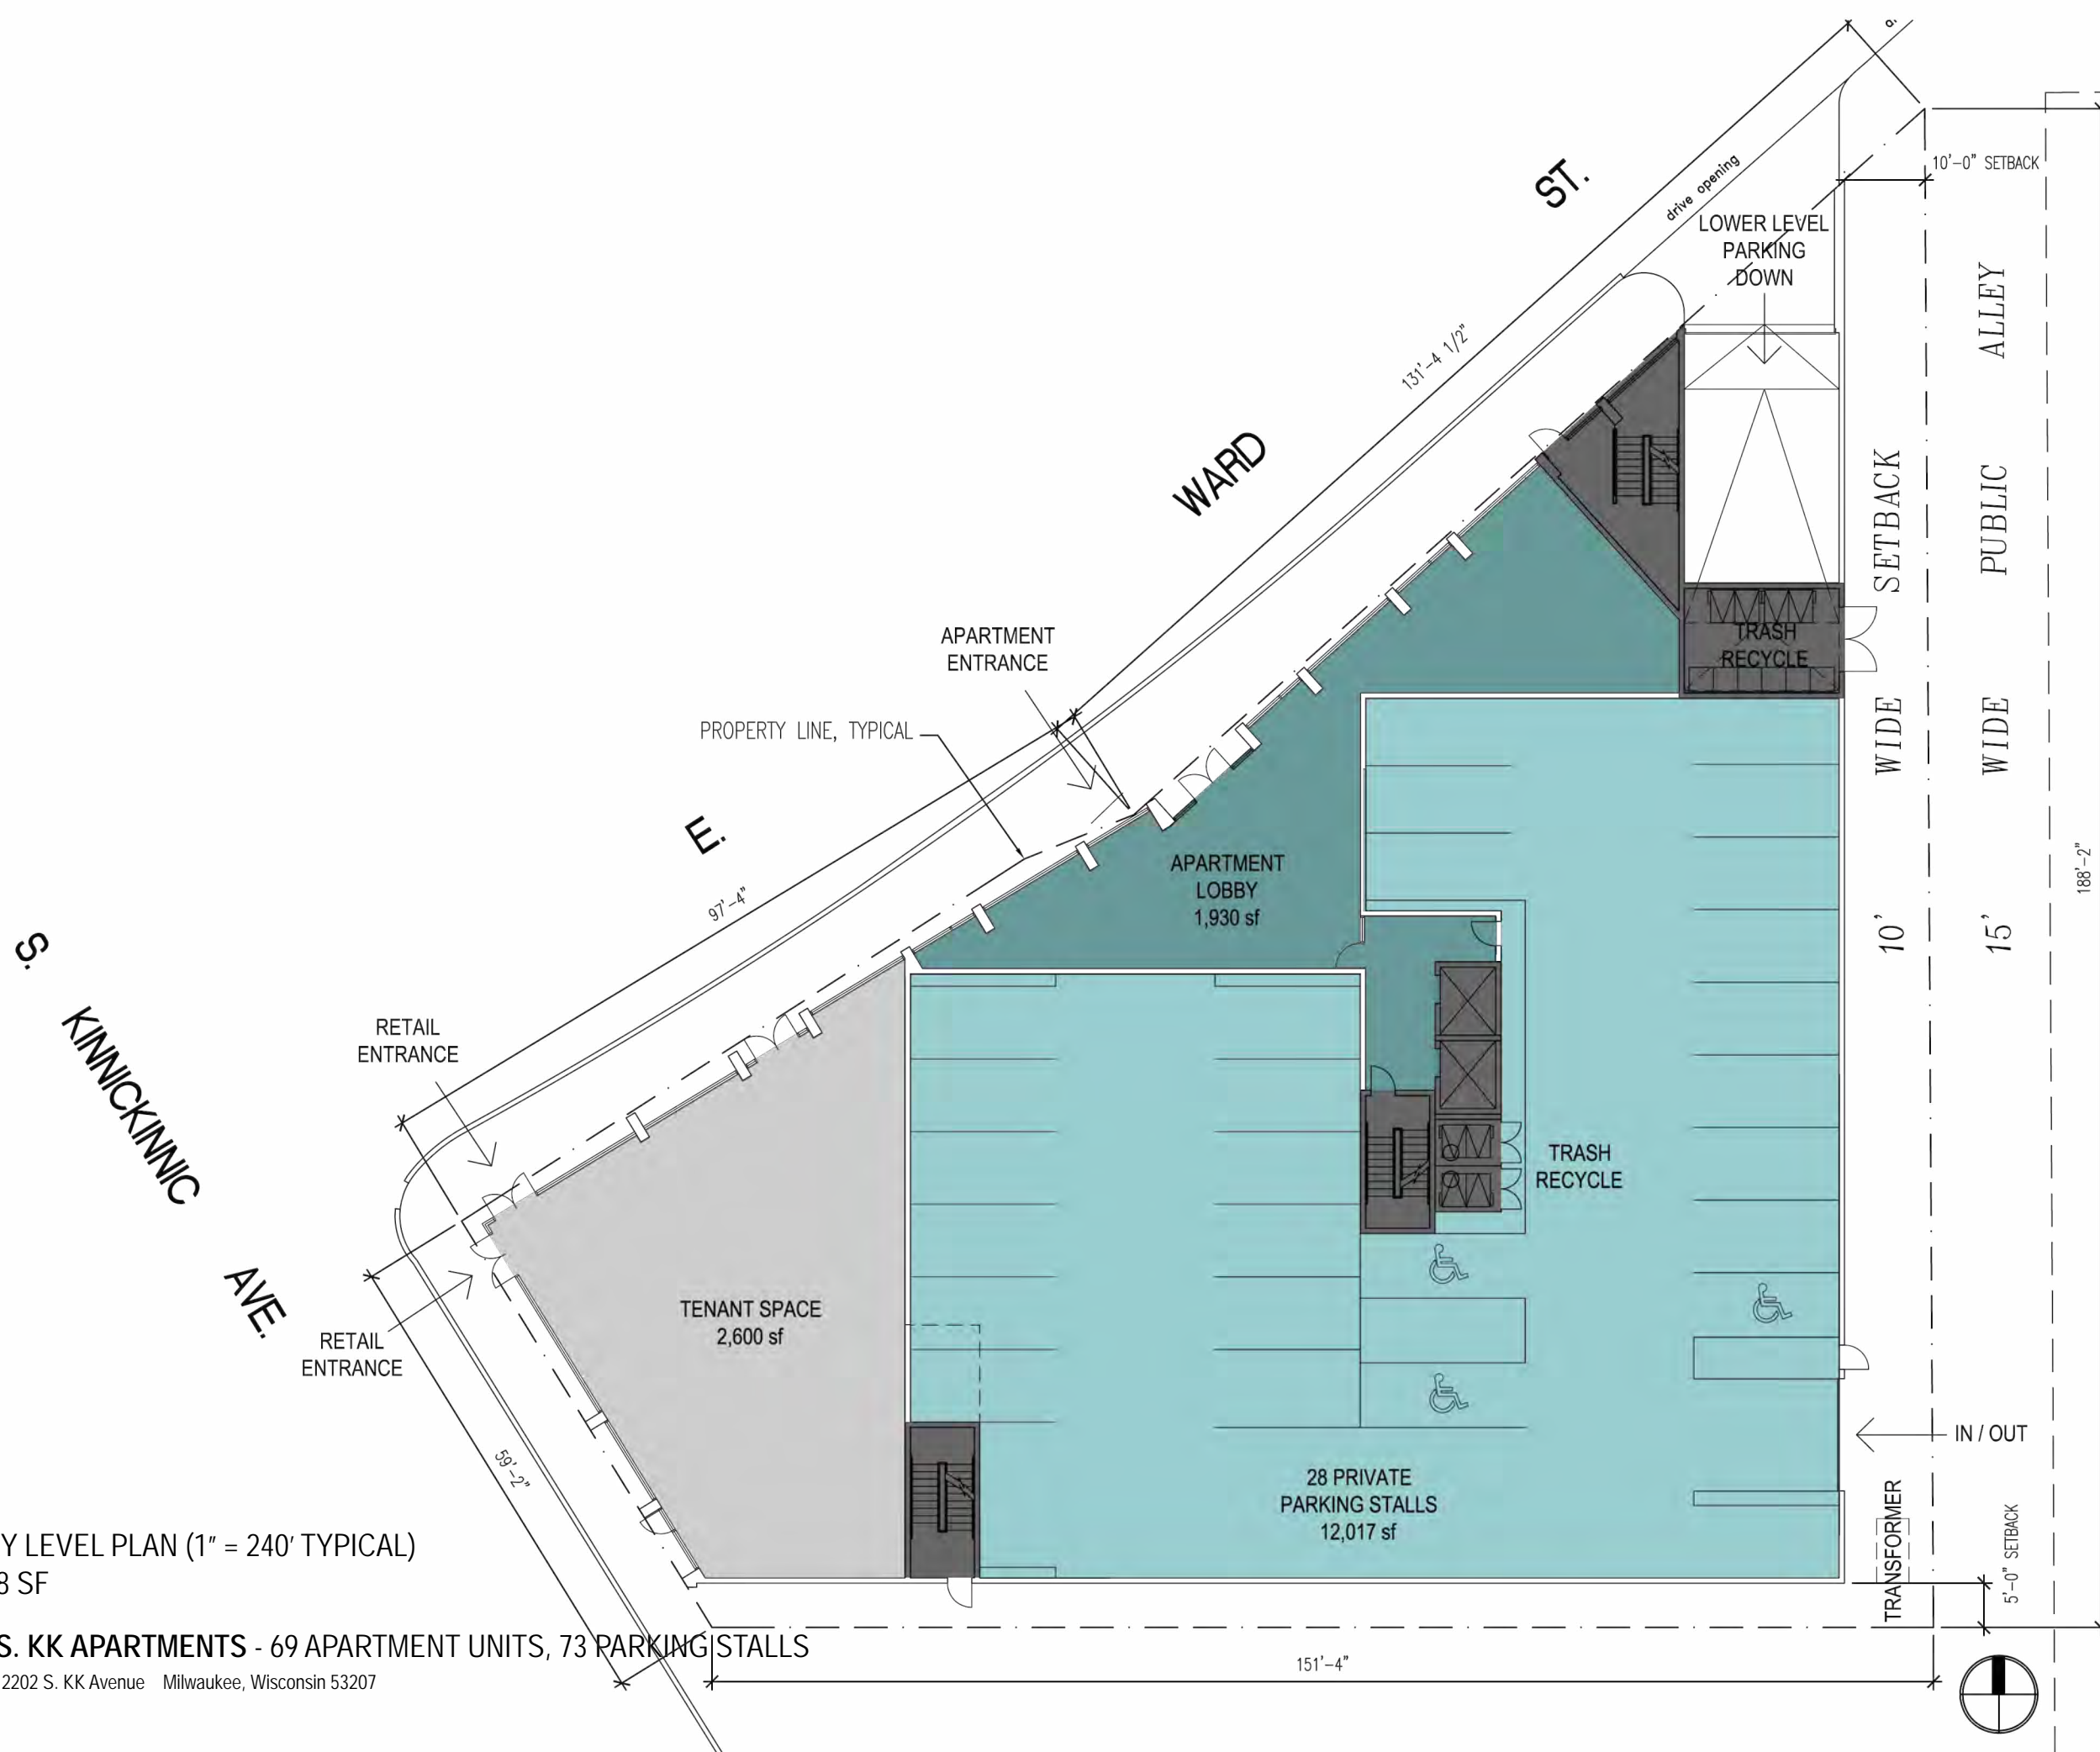 ST.
drive opening
10'-0" SETBACK
LOWER LEVEL
PARKING
DOWN
131'-4 1/2"
WARD
10' WIDE SETBACK
15' WIDE PUBLIC ALLEY
188'-2"
TRASH
RECYCLE
APARTMENT
ENTRANCE
PROPERTY LINE, TYPICAL
E.
97'-4"
APARTMENT
LOBBY
1,930 sf
S. KINNICKINNIC AVE.
RETAIL
ENTRANCE
TRASH
RECYCLE
TENANT SPACE
2,600 sf
RETAIL
ENTRANCE
59'-2"
IN / OUT
28 PRIVATE
PARKING STALLS
12,017 sf
TRANSFORMER
5'-0" SETBACK
Y LEVEL PLAN (1" = 240' TYPICAL)
8 SF
S. KK APARTMENTS - 69 APARTMENT UNITS, 73 PARKING STALLS
2202 S. KK Avenue Milwaukee, Wisconsin 53207
151'-4"